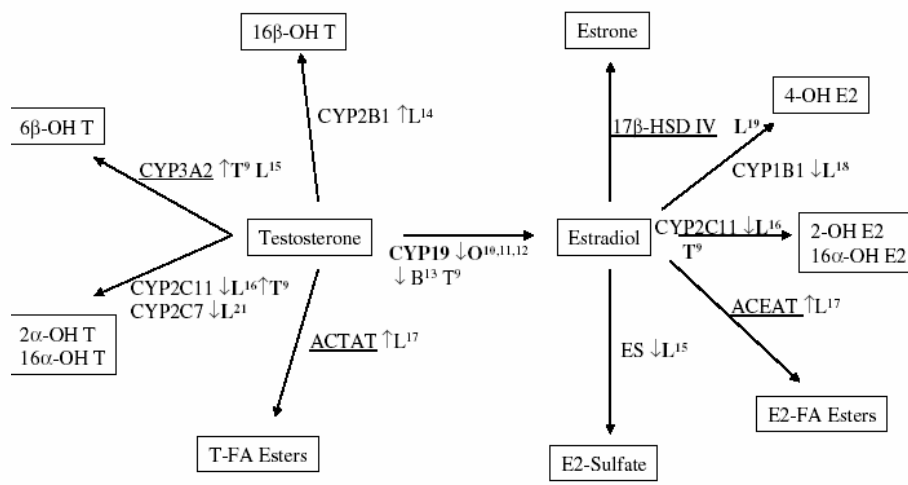 16β-OH T
Estrone
4-OH E2
6β-OH T
CYP2B1 ↑L¹⁴
17β-HSD IV L¹⁹
CYP3A2 ↑T⁹ L¹⁵
CYP1B1 ↓L¹⁸
Testosterone
CYP19 ↓O¹⁰,¹¹,¹²
↓ B¹³ T⁹
Estradiol
CYP2C11 ↓L¹⁶
T⁹
2-OH E2
16α-OH E2
CYP2C11 ↓L¹⁶↑T⁹
CYP2C7 ↓L²¹
2α-OH T
16α-OH T
ACTAT ↑L¹⁷
ES ↓L¹⁵
ACEAT ↑L¹⁷
T-FA Esters
E2-Sulfate
E2-FA Esters